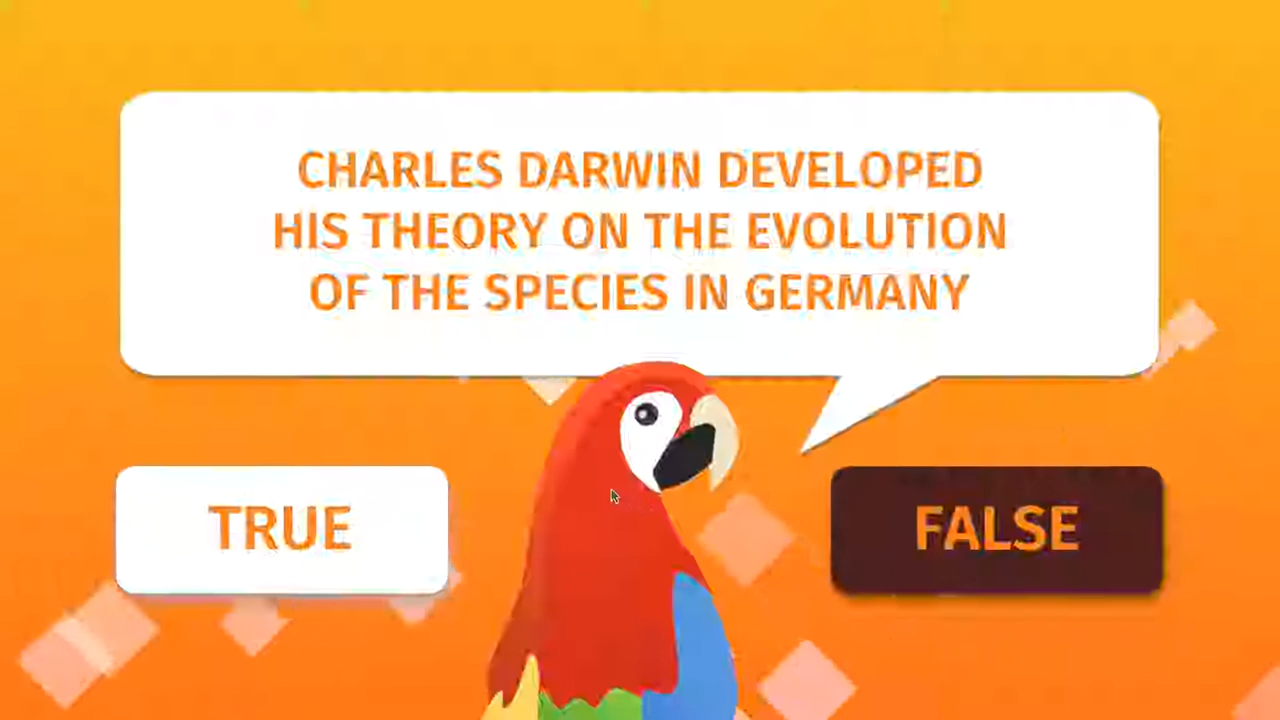 CHARLES DARWIN DEVELOPED
HIS THEORY ON THE EVOLUTION
OF THE SPECIES IN GERMANY
TRUE
FALSE